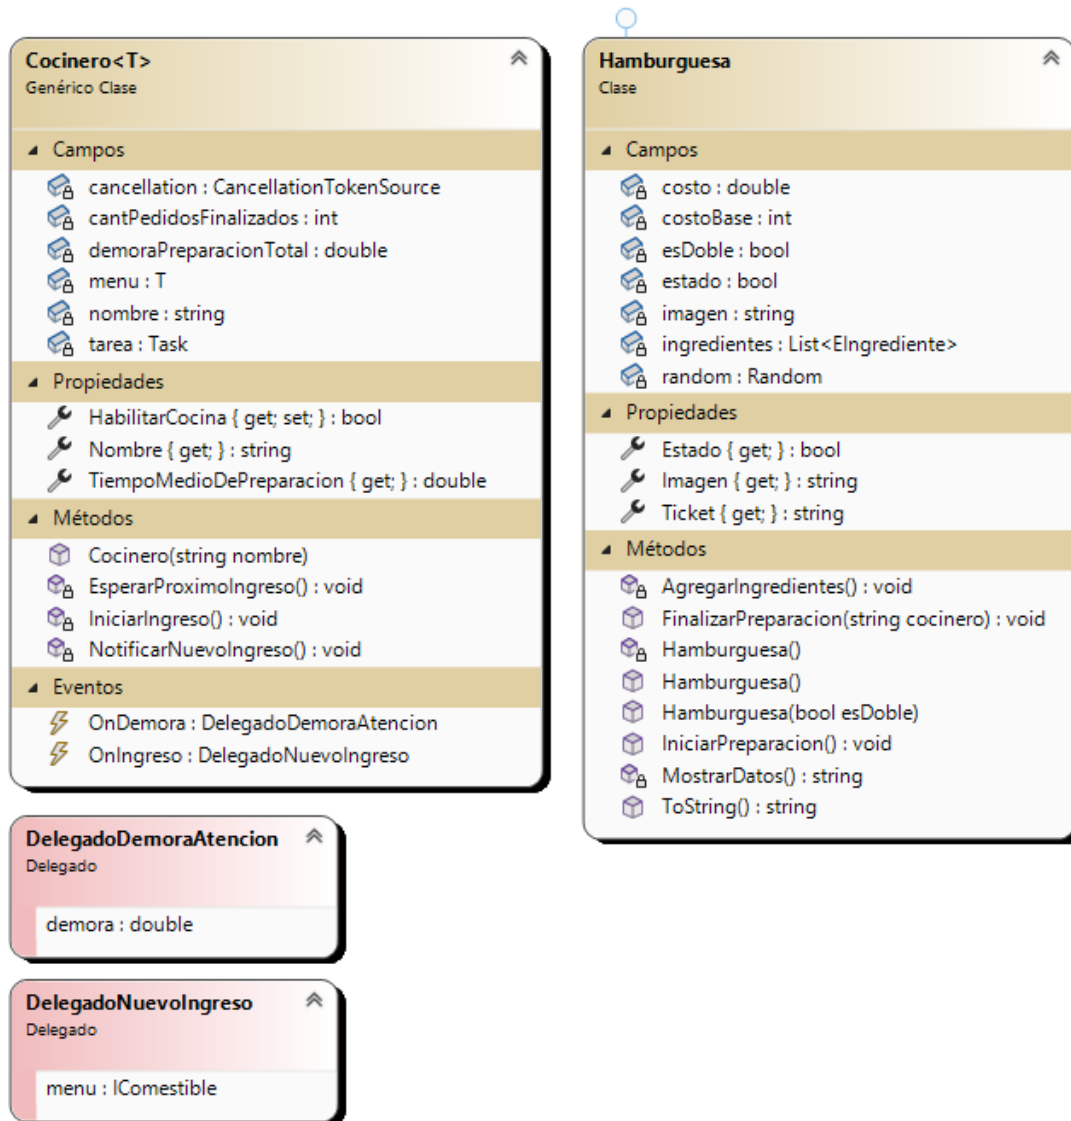 Cocinero<T>
Genérico Clase
Campos
cancellation : CancellationTokenSource
cantPedidosFinalizados : int
demoraPreparacionTotal : double
menu : T
nombre : string
tarea : Task
Propiedades
HabilitarCocina { get; set; } : bool
Nombre { get; } : string
TiempoMedioDePreparacion { get; } : double
Métodos
Cocinero(string nombre)
EsperarProximoIngreso() : void
IniciarIngreso() : void
NotificarNuevoIngreso() : void
Eventos
OnDemora : DelegadoDemoraAtencion
OnIngreso : DelegadoNuevoIngreso
DelegadoDemoraAtencion
Delegado
demora : double
DelegadoNuevoIngreso
Delegado
menu : IComestible
Hamburguesa
Clase
Campos
costo : double
costoBase : int
esDoble : bool
estado : bool
imagen : string
ingredientes : List<EIngrediente>
random : Random
Propiedades
Estado { get; } : bool
Imagen { get; } : string
Ticket { get; } : string
Métodos
AgregarIngredientes() : void
FinalizarPreparacion(string cocinero) : void
Hamburguesa()
Hamburguesa()
Hamburguesa(bool esDoble)
IniciarPreparacion() : void
MostrarDatos() : string
ToString() : string